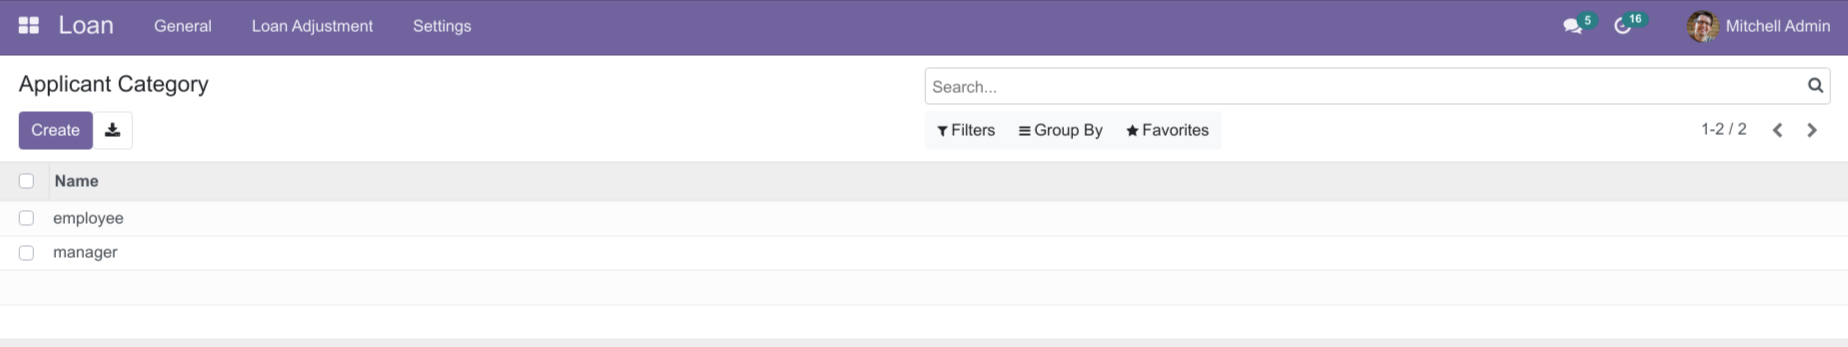 Loan General Loan Adjustment Settings 5 16 Mitchell Admin
Applicant Category
Search...
Create Filters Group By Favorites 1-2 / 2
Name
employee
manager